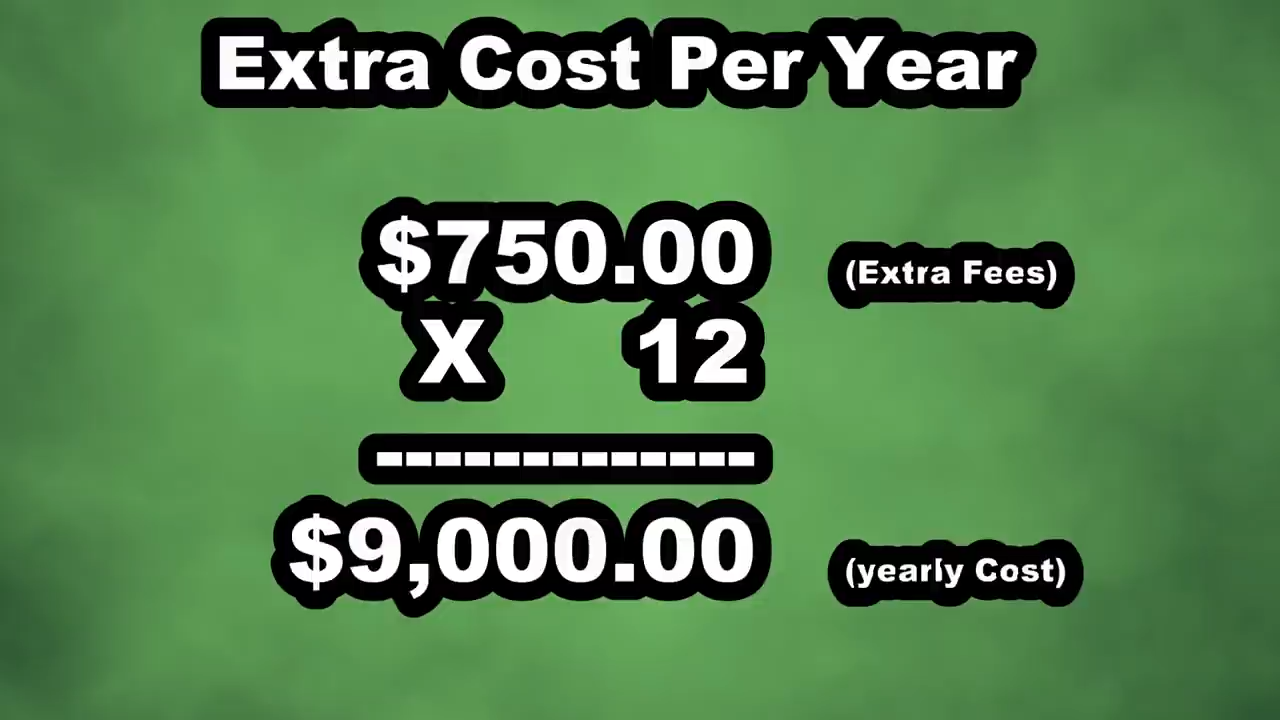 Extra Cost Per Year
$750.00 (Extra Fees)
X 12
-------------
$9,000.00 (yearly Cost)